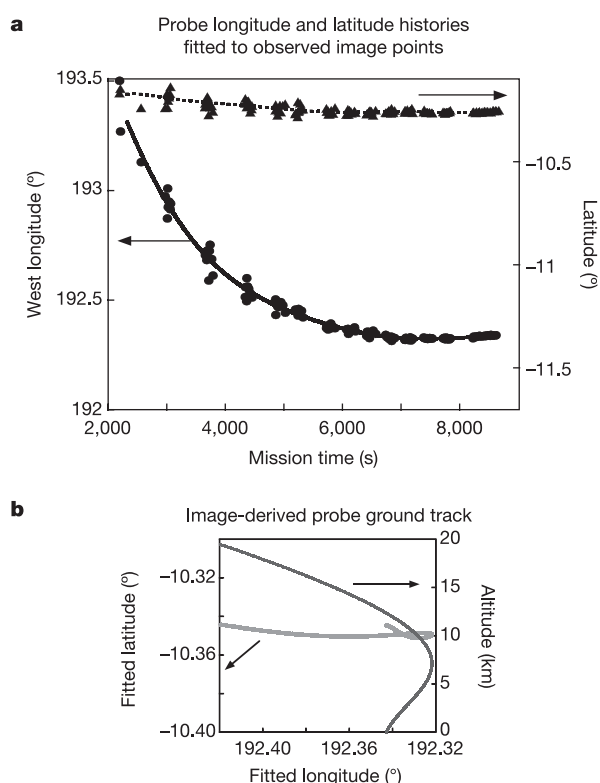 a
Probe longitude and latitude histories
fitted to observed image points
193.5
193
192.5
192
West longitude (°)
–10.5
–11
–11.5
Latitude (°)
2,000 4,000 6,000 8,000
Mission time (s)
b
Image-derived probe ground track
–10.32
–10.36
–10.40
Fitted latitude (°)
20
15
10
5
0
Altitude (km)
192.40 192.36 192.32
Fitted longitude (°)